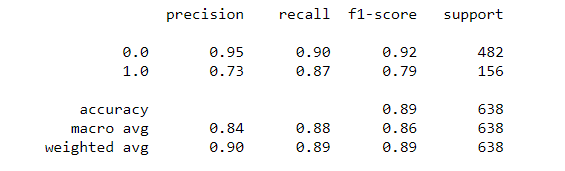 precision recall f1-score support
0.0 0.95 0.90 0.92 482
1.0 0.73 0.87 0.79 156
accuracy 0.89 638
macro avg 0.84 0.88 0.86 638
weighted avg 0.90 0.89 0.89 638